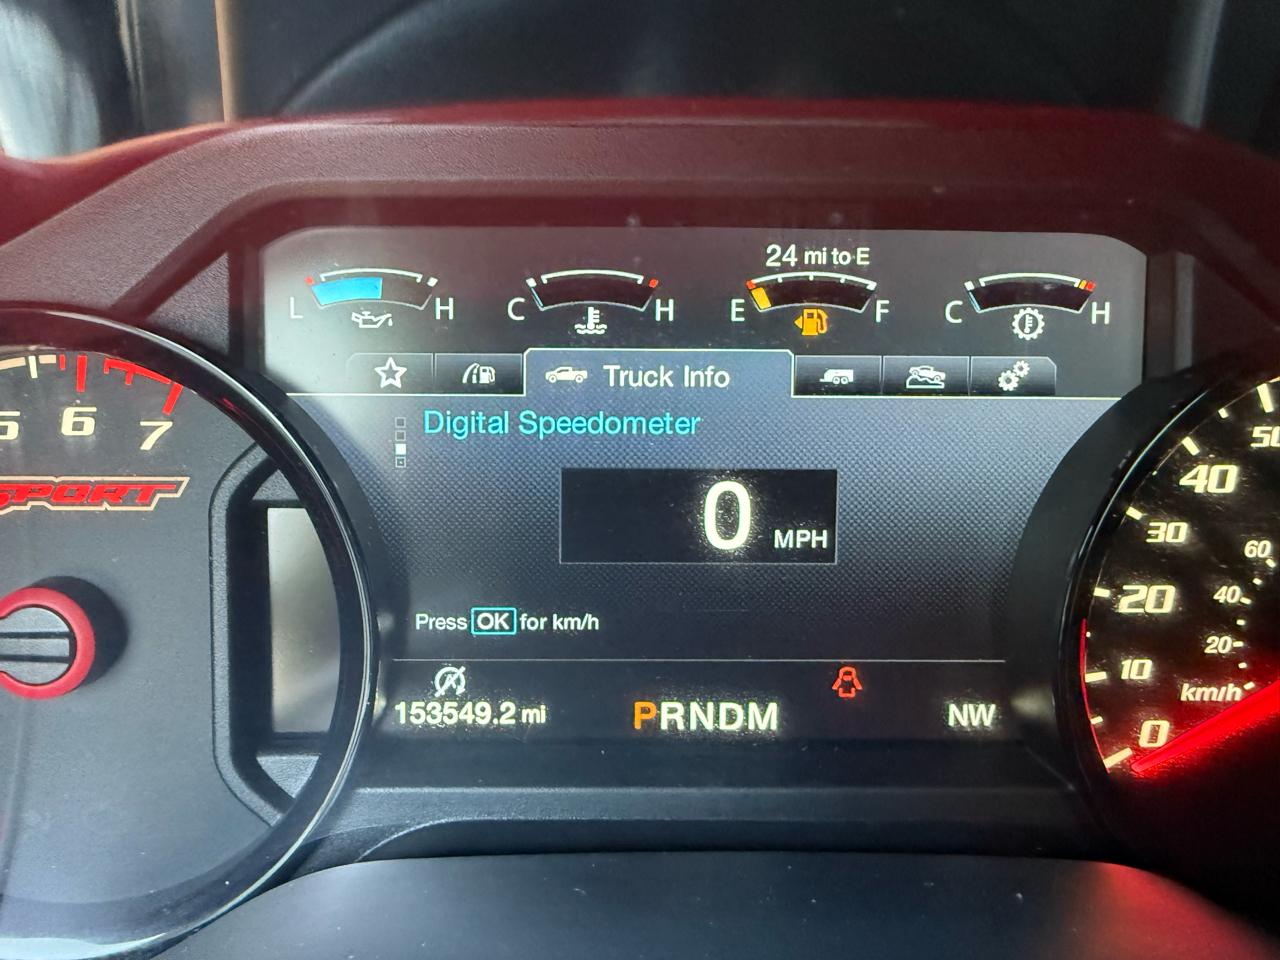 24 mi to E
L H C H E F C H
Truck Info
Digital Speedometer
0 MPH
Press OK for km/h
153549.2 mi PRNDM NW
5 6 7
SPORT
50
40
30
20
10
0
60
40
20
km/h